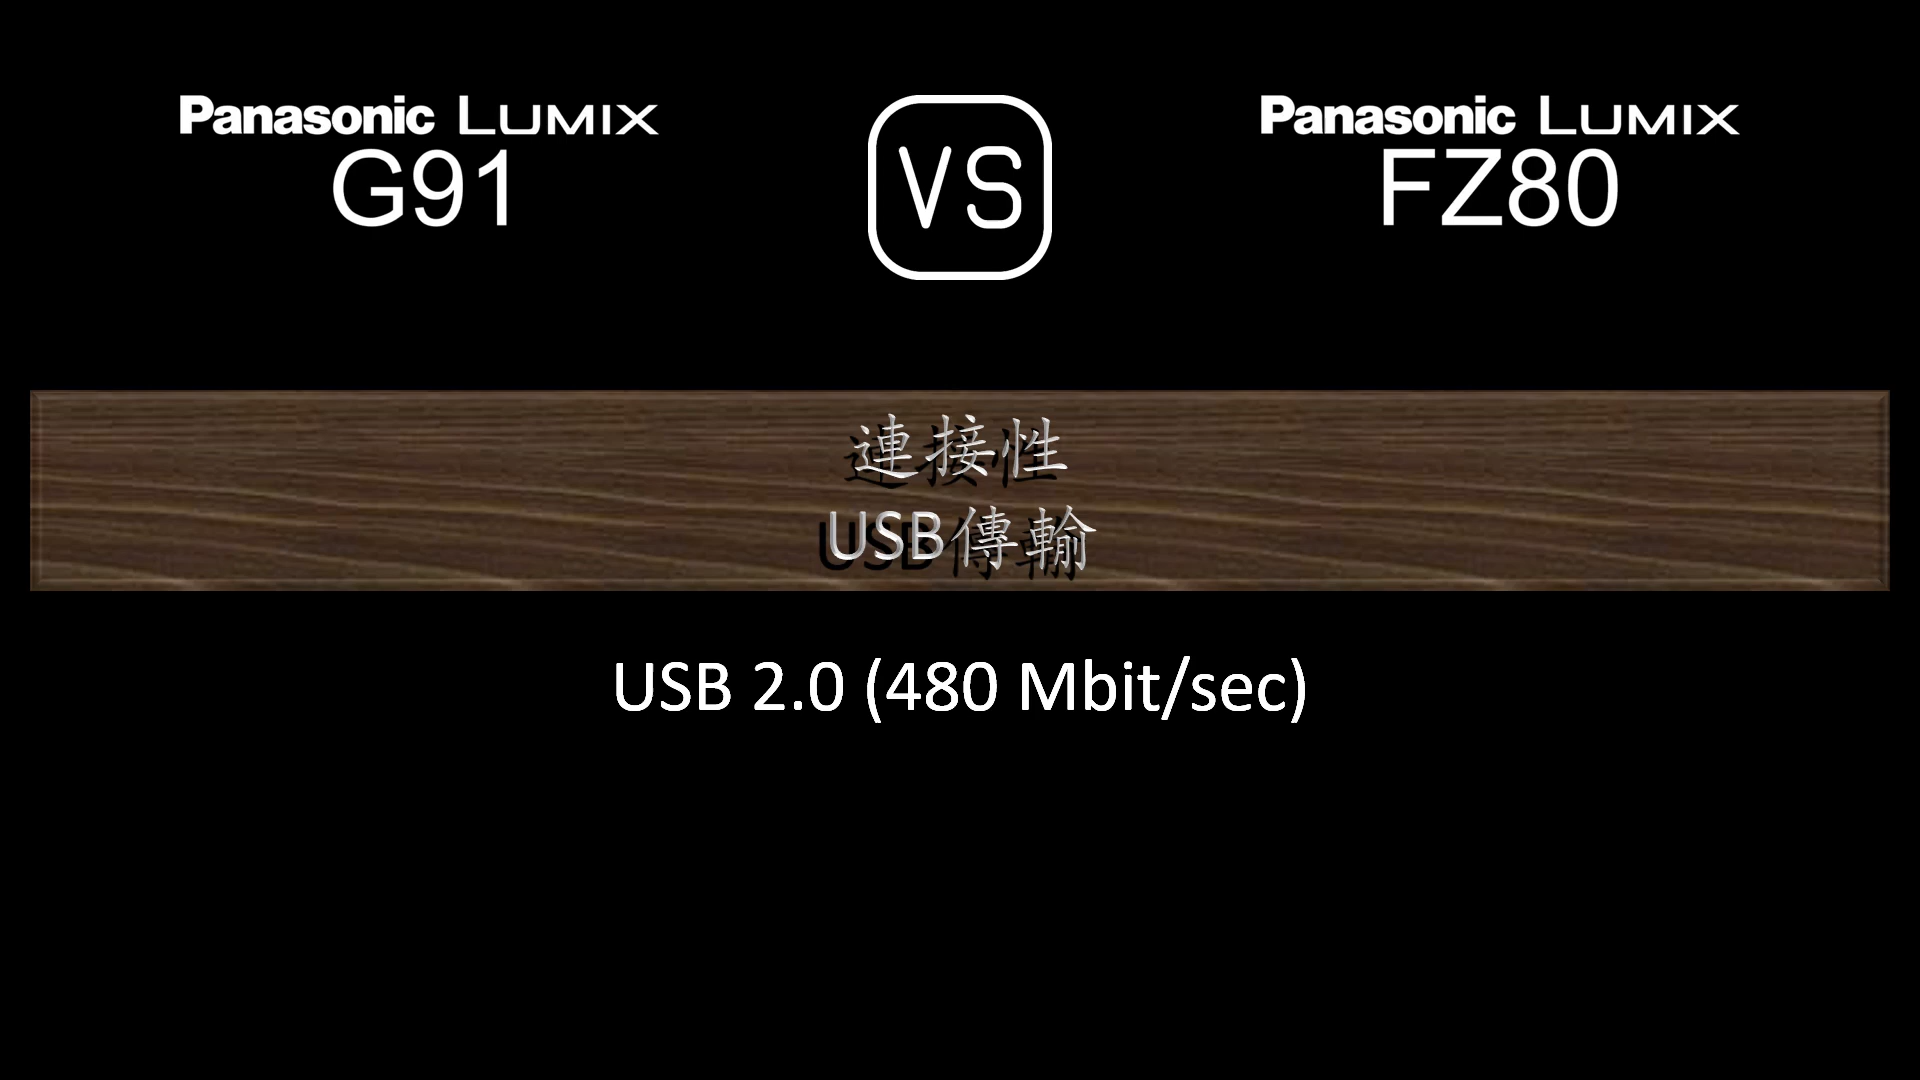 Panasonic LUMIX
G91
VS
Panasonic LUMIX
FZ80
連接性
USB傳輸
USB 2.0 (480 Mbit/sec)